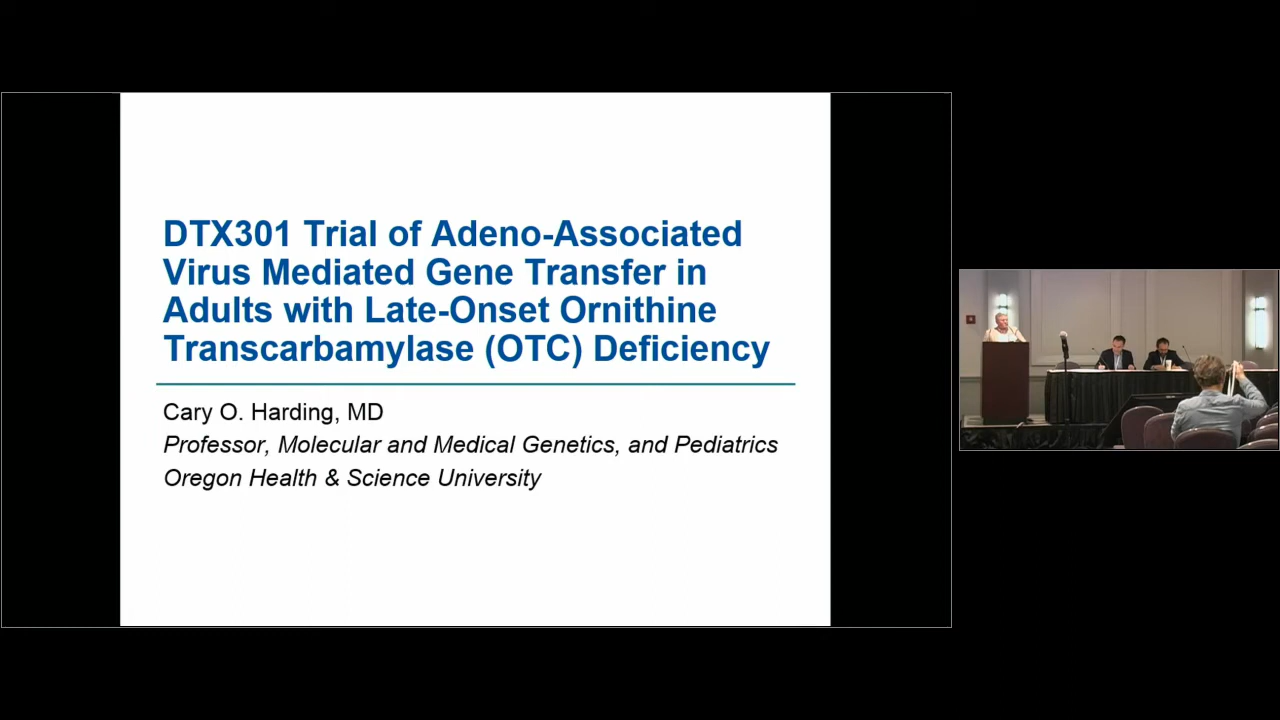 DTX301 Trial of Adeno-Associated
Virus Mediated Gene Transfer in
Adults with Late-Onset Ornithine
Transcarbamylase (OTC) Deficiency
Cary O. Harding, MD
Professor, Molecular and Medical Genetics, and Pediatrics
Oregon Health & Science University